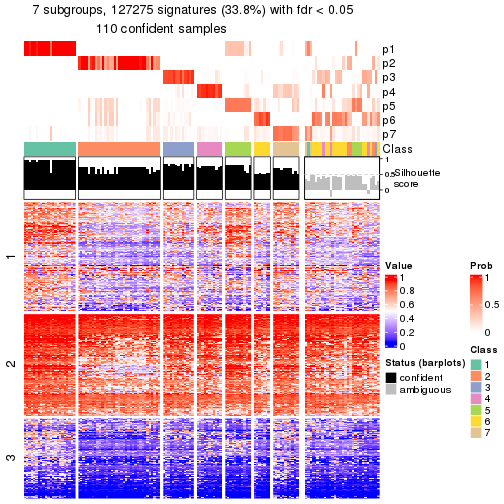 7 subgroups, 127275 signatures (33.8%) with fdr < 0.05
110 confident samples
p1
p2
p3
p4
p5
p6
p7
Class
1
0.5
0
Silhouette
score
1
2
3
Value
1
0.8
0.6
0.4
0.2
0
Prob
1
0.5
0
Status (barplots)
confident
ambiguous
Class
1
2
3
4
5
6
7